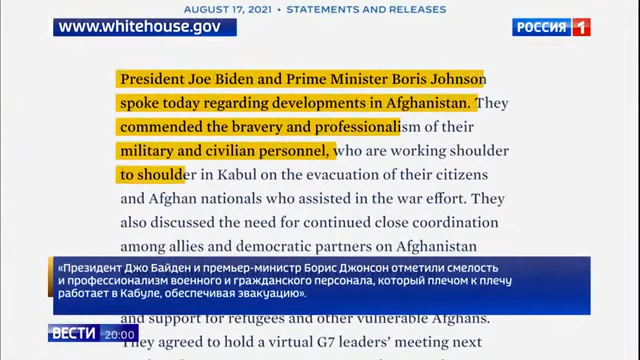 AUGUST 17, 2021 • STATEMENTS AND RELEASES
www.whitehouse.gov
РОССИЯ 1
President Joe Biden and Prime Minister Boris Johnson
spoke today regarding developments in Afghanistan. They
commended the bravery and professionalism of their
military and civilian personnel, who are working shoulder
to shoulder in Kabul on the evacuation of their citizens
and Afghan nationals who assisted in the war effort. They
also discussed the need for continued close coordination
among allies and democratic partners on Afghanistan
«Президент Джо Байден и премьер-министр Борис Джонсон отметили смелость
и профессионализм военного и гражданского персонала, который плечом к плечу
работает в Кабуле, обеспечивая эвакуацию».
and support for refugees and other vulnerable Afghans.
ВЕСТИ 20:00
They agreed to hold a virtual G7 leaders’ meeting next